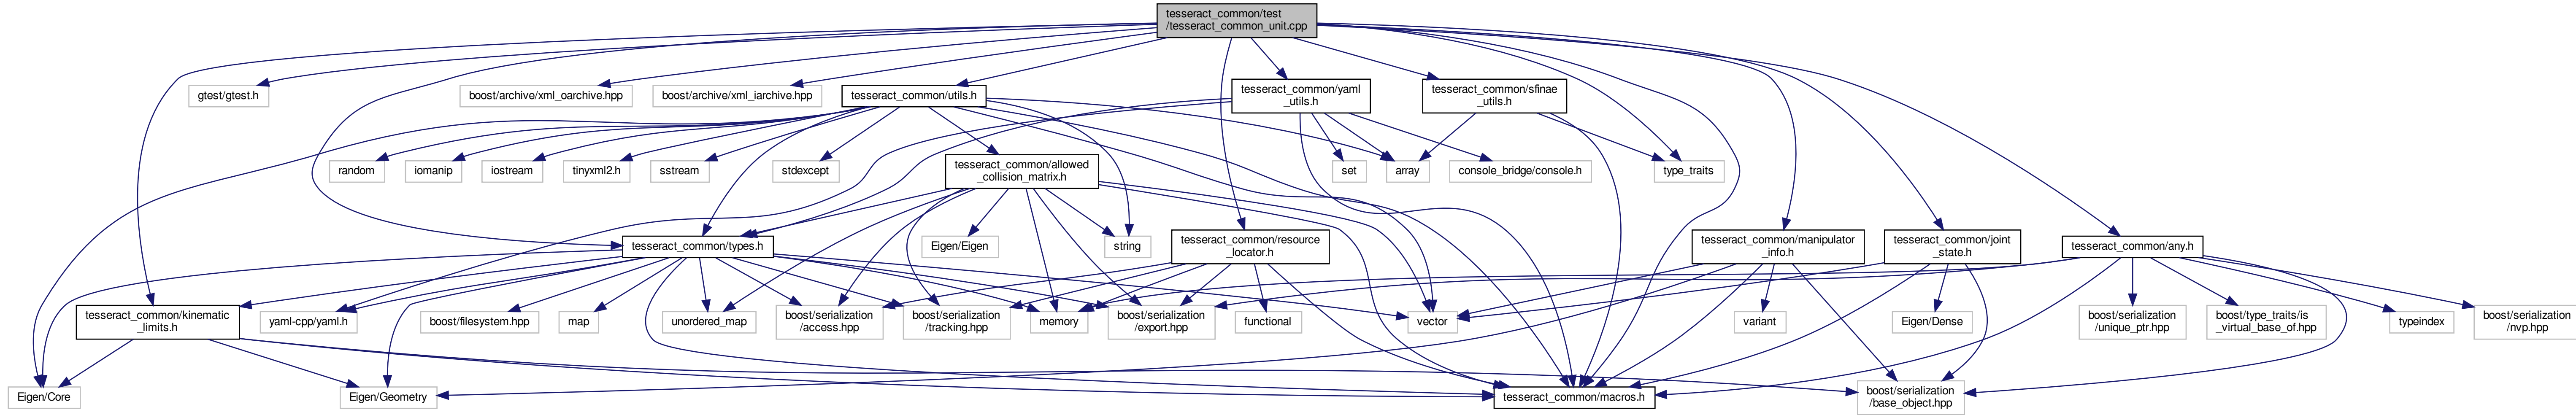 tesseract_common/test
/tesseract_common_unit.cpp
gtest/gtest.h
boost/archive/xml_oarchive.hpp
boost/archive/xml_iarchive.hpp
tesseract_common/utils.h
tesseract_common/yaml
_utils.h
tesseract_common/sfinae
_utils.h
random
iomanip
iostream
tinyxml2.h
sstream
stdexcept
tesseract_common/allowed
_collision_matrix.h
set
array
console_bridge/console.h
type_traits
tesseract_common/types.h
Eigen/Eigen
string
tesseract_common/resource
_locator.h
tesseract_common/manipulator
_info.h
tesseract_common/joint
_state.h
tesseract_common/any.h
tesseract_common/kinematic
_limits.h
yaml-cpp/yaml.h
boost/filesystem.hpp
map
unordered_map
boost/serialization
/access.hpp
boost/serialization
/tracking.hpp
memory
boost/serialization
/export.hpp
functional
vector
variant
Eigen/Dense
boost/serialization
/unique_ptr.hpp
boost/type_traits/is
_virtual_base_of.hpp
typeindex
boost/serialization
/nvp.hpp
Eigen/Core
Eigen/Geometry
tesseract_common/macros.h
boost/serialization
/base_object.hpp